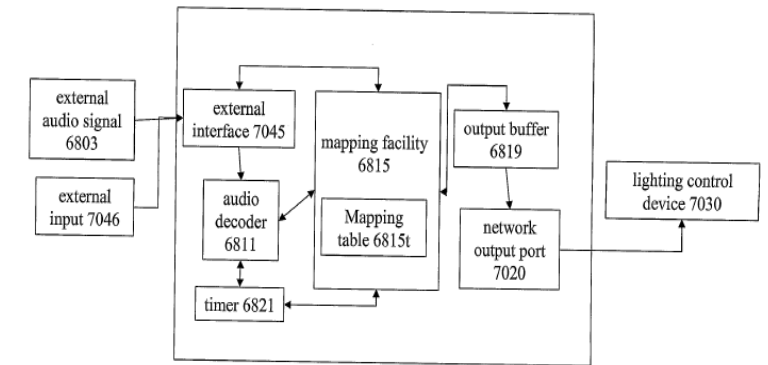 external
audio signal
6803
external
input 7046
external
interface 7045
audio
decoder
6811
timer 6821
mapping facility
6815
Mapping
table 6815t
output buffer
6819
network
output port
7020
lighting control
device 7030